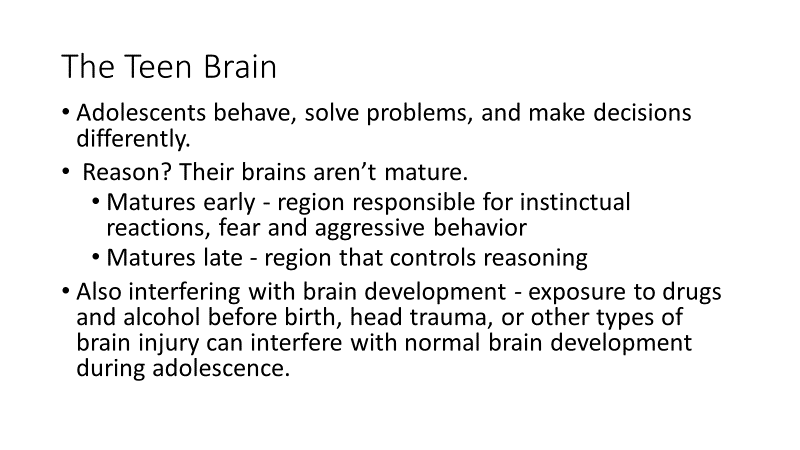 The Teen Brain
• Adolescents behave, solve problems, and make decisions
differently.
• Reason? Their brains aren’t mature.
• Matures early - region responsible for instinctual
reactions, fear and aggressive behavior
• Matures late - region that controls reasoning
• Also interfering with brain development - exposure to drugs
and alcohol before birth, head trauma, or other types of
brain injury can interfere with normal brain development
during adolescence.